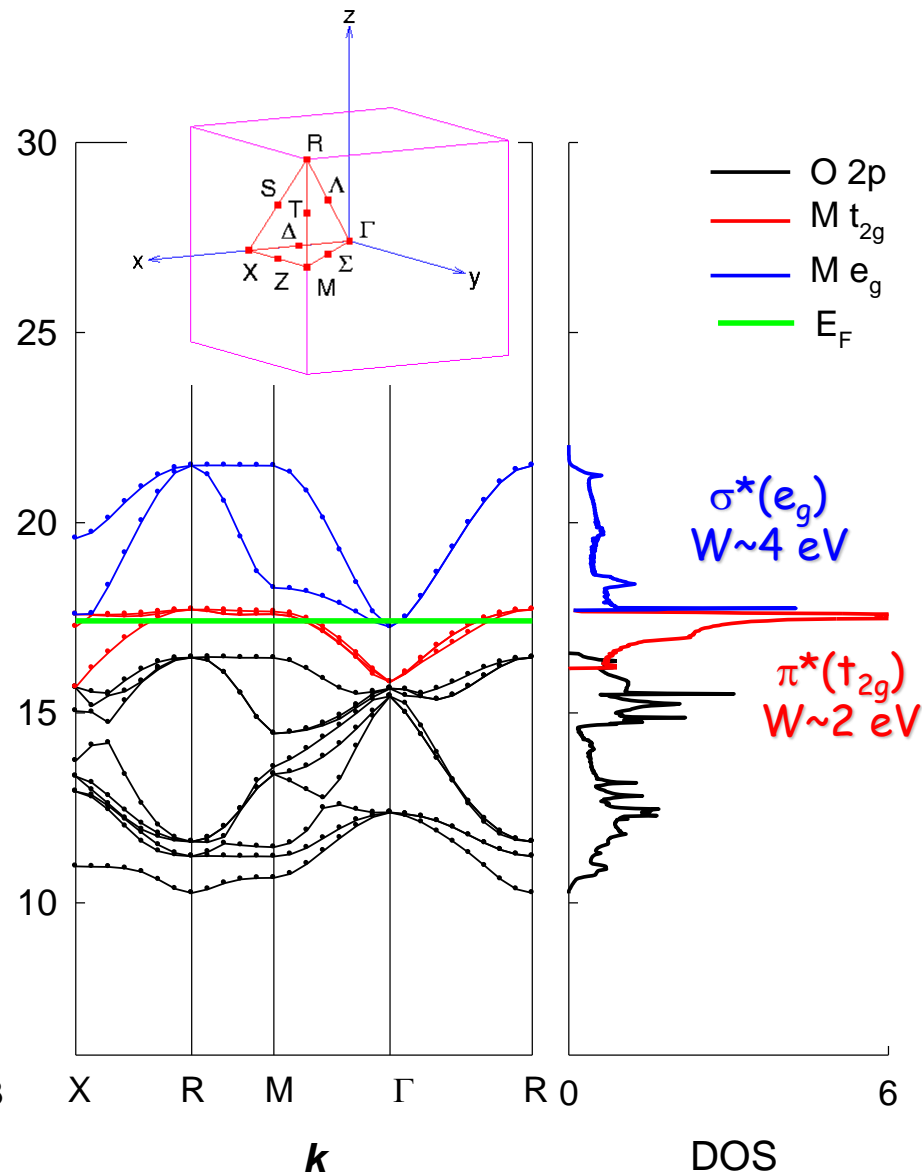 z
30
R
O 2p
S
Λ
M t2g
T
Γ
Δ
x
Σ
M eg
X
Z
M
y
EF
25
20
σ*(eg)
W~4 eV
15
π*(t2g)
W~2 eV
10
X R M Γ R 0 6
k
DOS